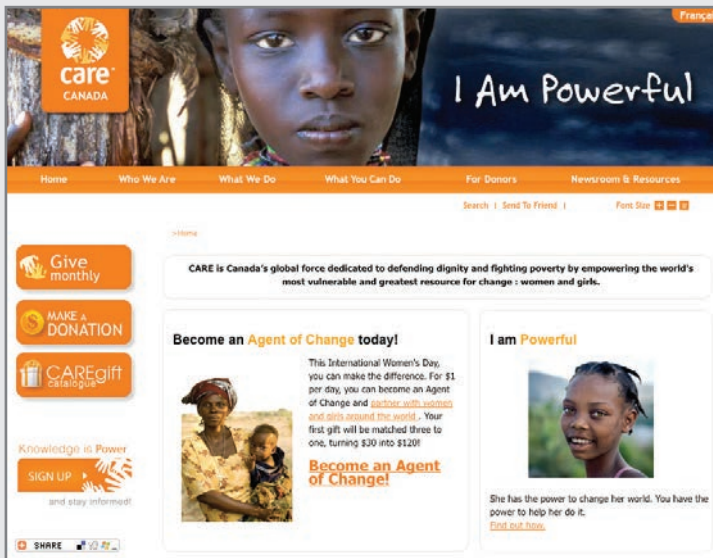 care
CANADA
Françai
I Am Powerful
Home Who We Are What We Do What You Can Do For Donors Newsroom & Resources
Search | Send To Friend | Font Size
>Home
Give
monthly
MAKE A
DONATION
CAREgift
catalogue
Knowledge is Power
SIGN UP
and stay informed!
SHARE
CARE is Canada's global force dedicated to defending dignity and fighting poverty by empowering the world's
most vulnerable and greatest resource for change : women and girls.
Become an Agent of Change today!
This International Women's Day,
you can make the difference. For $1
per day, you can become an Agent
of Change and partner with women
and girls around the world . Your
first gift will be matched three to
one, turning $30 into $120!
Become an Agent
of Change!
I am Powerful
She has the power to change her world. You have the
power to help her do it.
Find out how.